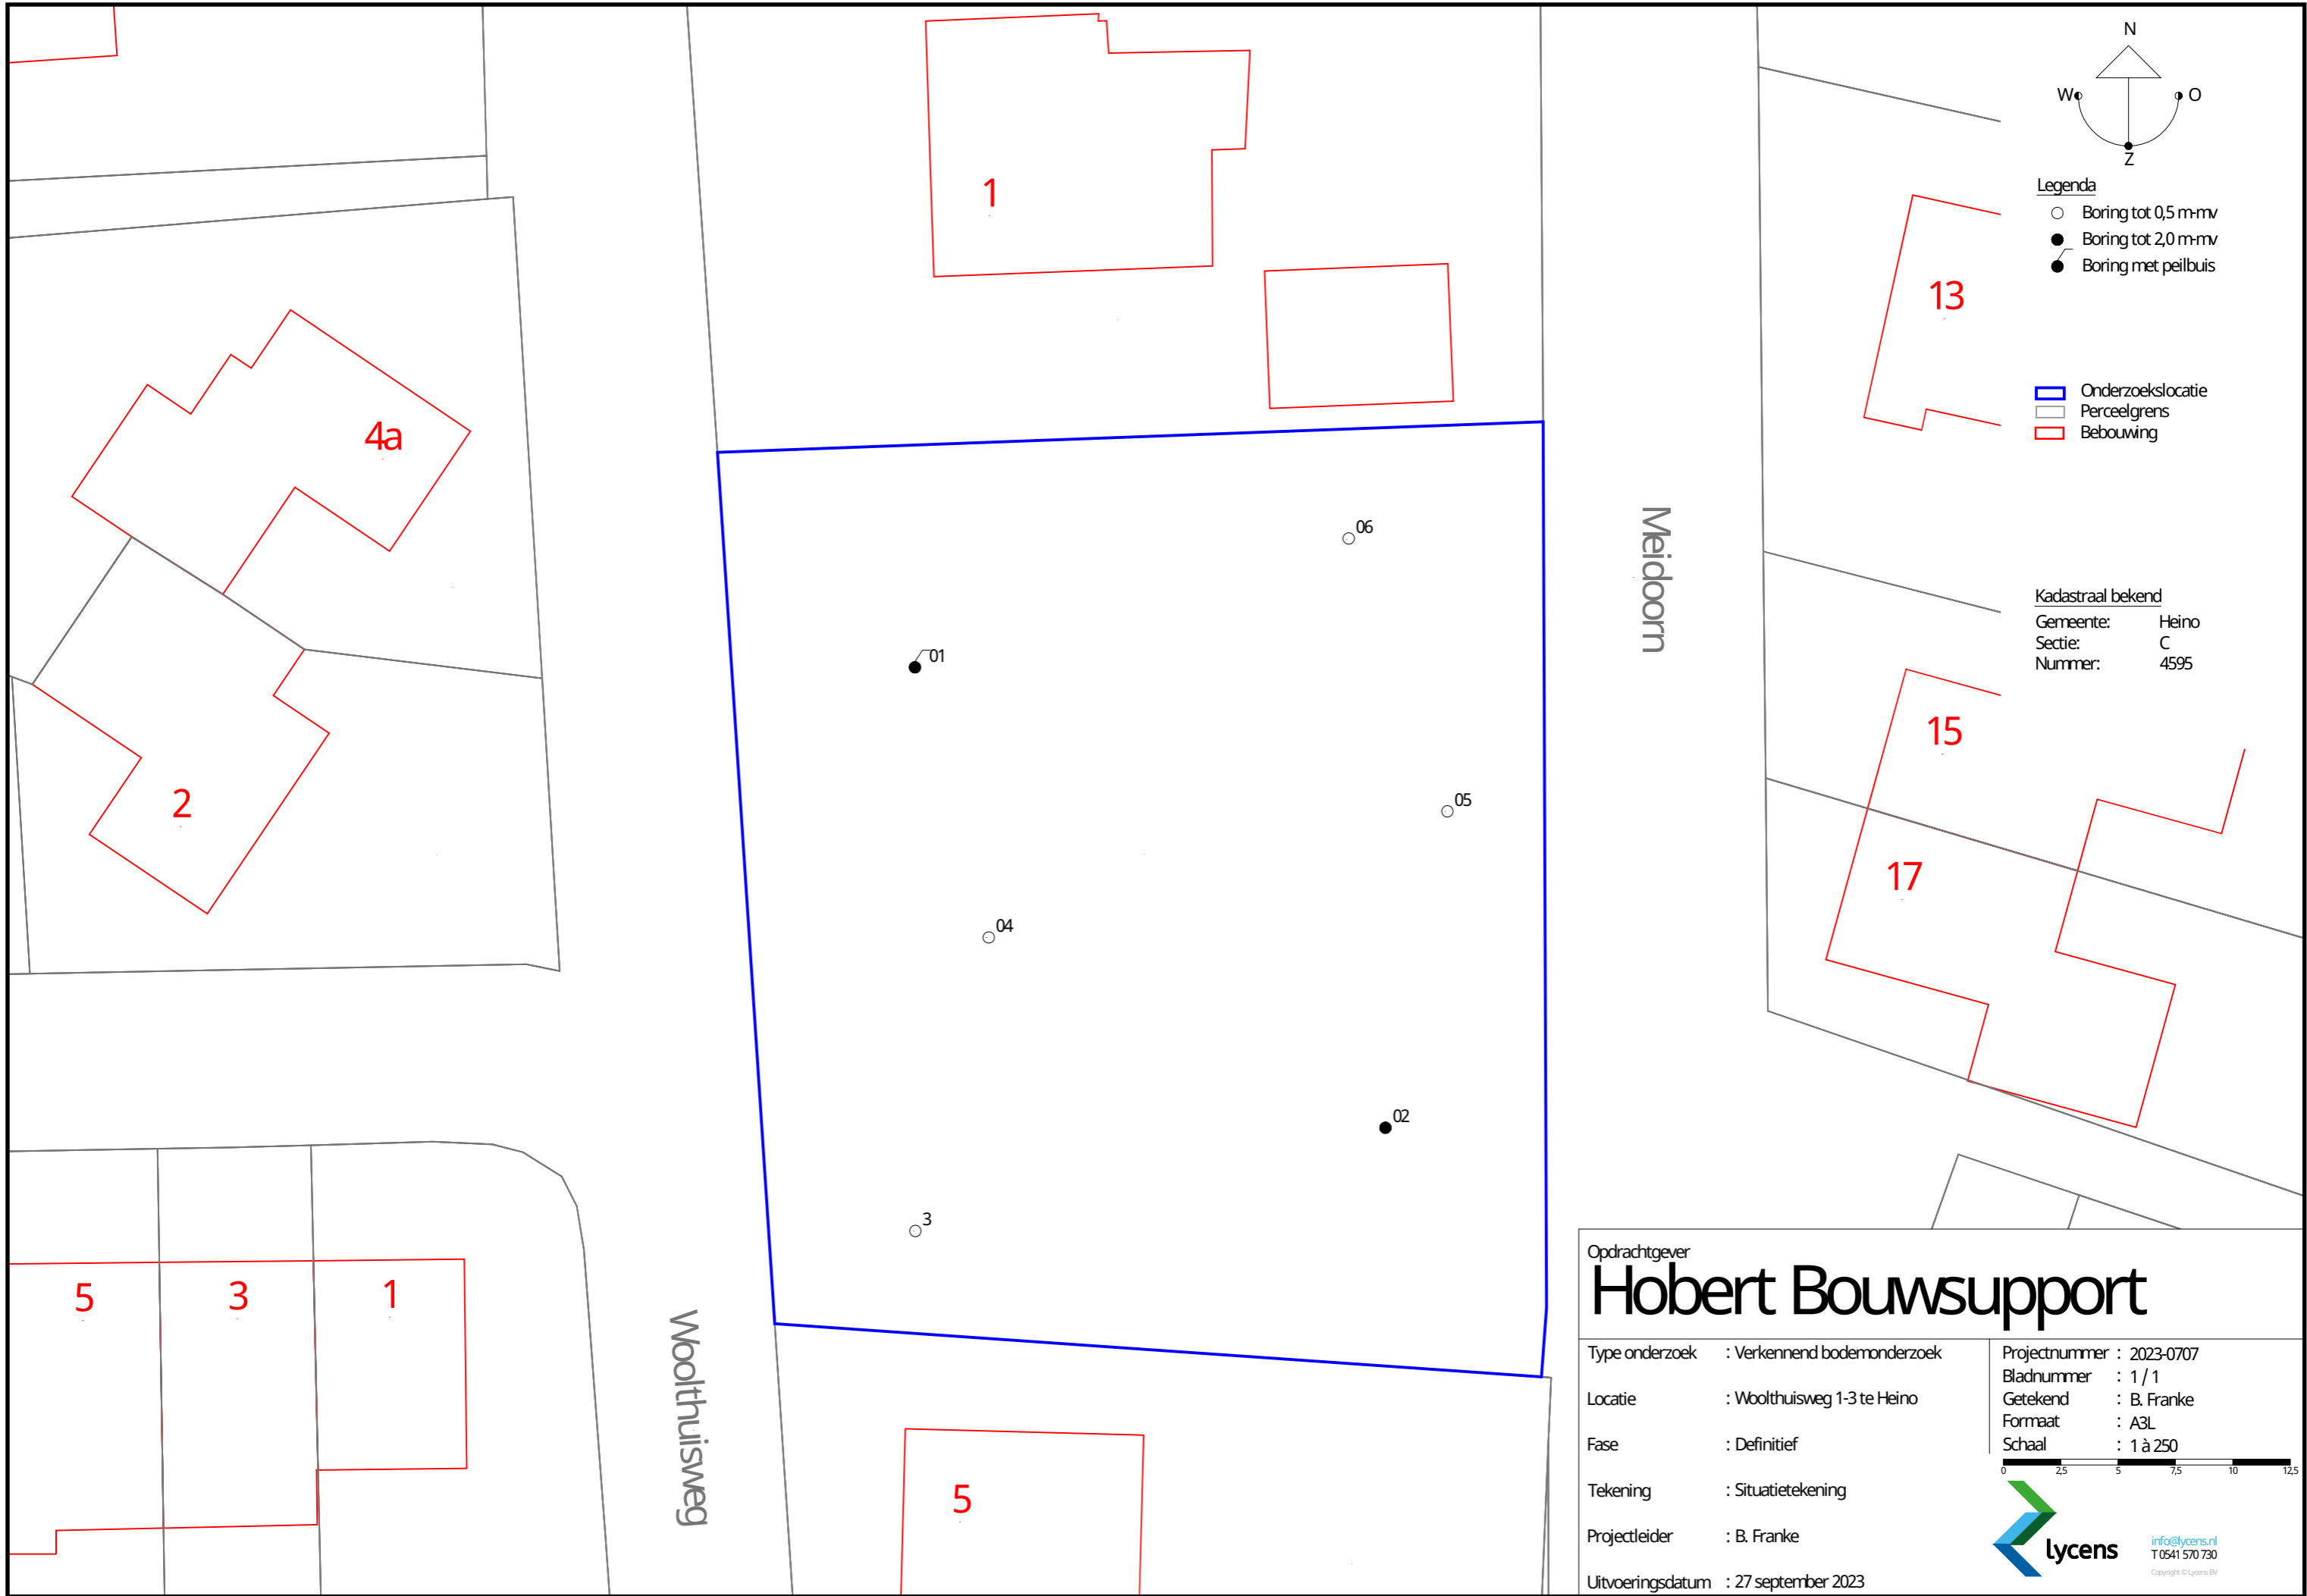 N
W
O
Z
Legenda
Boring tot 0,5 m-mv
Boring tot 2,0 m-mv
Boring met peilbuis
Onderzoekslocatie
Perceelgrens
Bebouwing
Kadastraal bekend
Gemeente: Heino
Sectie: C
Nummer: 4595
1
13
4a
06
Meidoorn
01
15
2
05
17
04
02
3
5
3
1
Woolthuisweg
5
Opdrachtgever
Hobert Bouwsupport
Type onderzoek : Verkennend bodemonderzoek
Locatie : Woolthuisweg 1-3 te Heino
Fase : Definitief
Tekening : Situatietekening
Projectleider : B. Franke
Uitvoeringsdatum : 27 september 2023
Projectnummer : 2023-0707
Bladnummer : 1 / 1
Getekend : B. Franke
Formaat : A3L
Schaal : 1 à 250
0 2,5 5 7,5 10 12,5
lycens
info@lycens.nl
T 0541 570 730
Copyright © Lycens BV